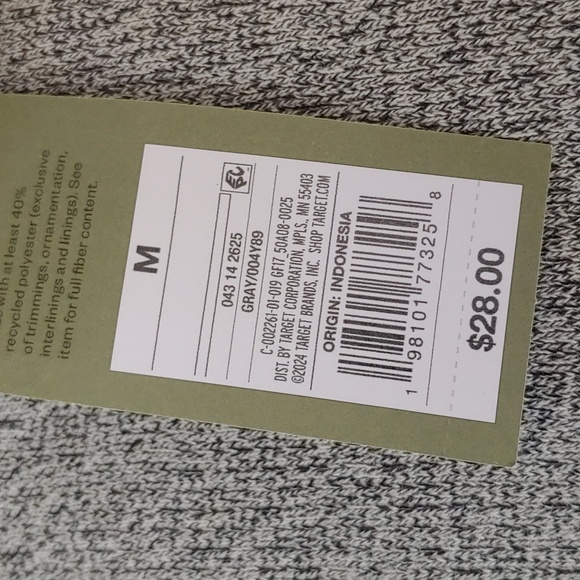 with at least 40%
recycled polyester (exclusive
of trimmings, ornamentation,
interlinings and linings). See
item for full fiber content.
M
043 14 2625
GRAY/004Y89
C-002261-01-019 GF17_50A08-0025
DIST. BY TARGET CORPORATION, MPLS, MN 55403
©2024 TARGET BRANDS, INC. SHOP TARGET.COM
ORIGIN: INDONESIA
1 98101 77325 8
$28.00